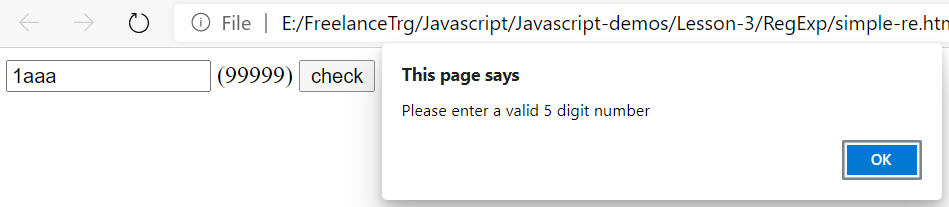 File E:/FreelanceTrg/Javascript/Javascript-demos/Lesson-3/RegExp/simple-re.htm
1aaa (99999) check
This page says
Please enter a valid 5 digit number
OK